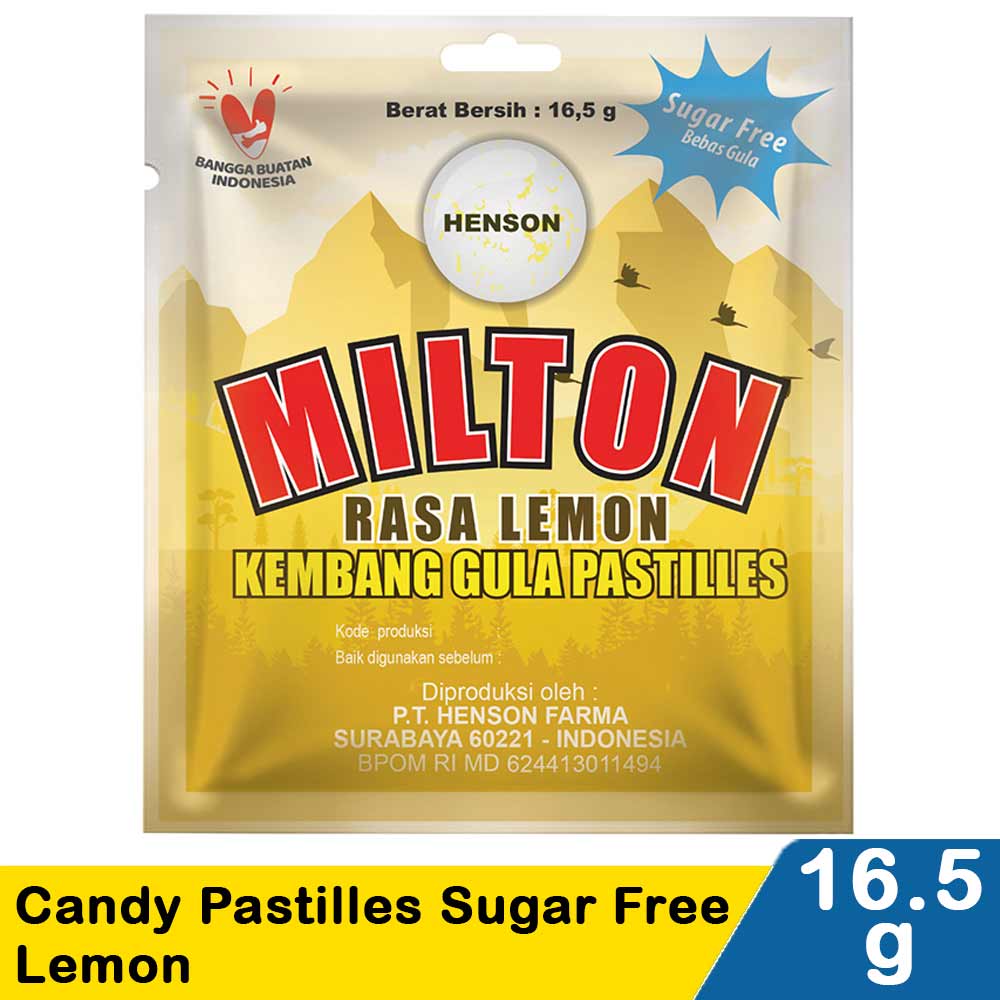 Berat Bersih : 16,5 g
Sugar Free
Bebas Gula
BANGGA BUATAN
INDONESIA
HENSON
MILTON
RASA LEMON
KEMBANG GULA PASTILLES
Kode produksi :
Baik digunakan sebelum :
Diproduksi oleh :
P.T. HENSON FARMA
SURABAYA 60221 - INDONESIA
BPOM RI MD 624413011494
Candy Pastilles Sugar Free
Lemon
16.5
g